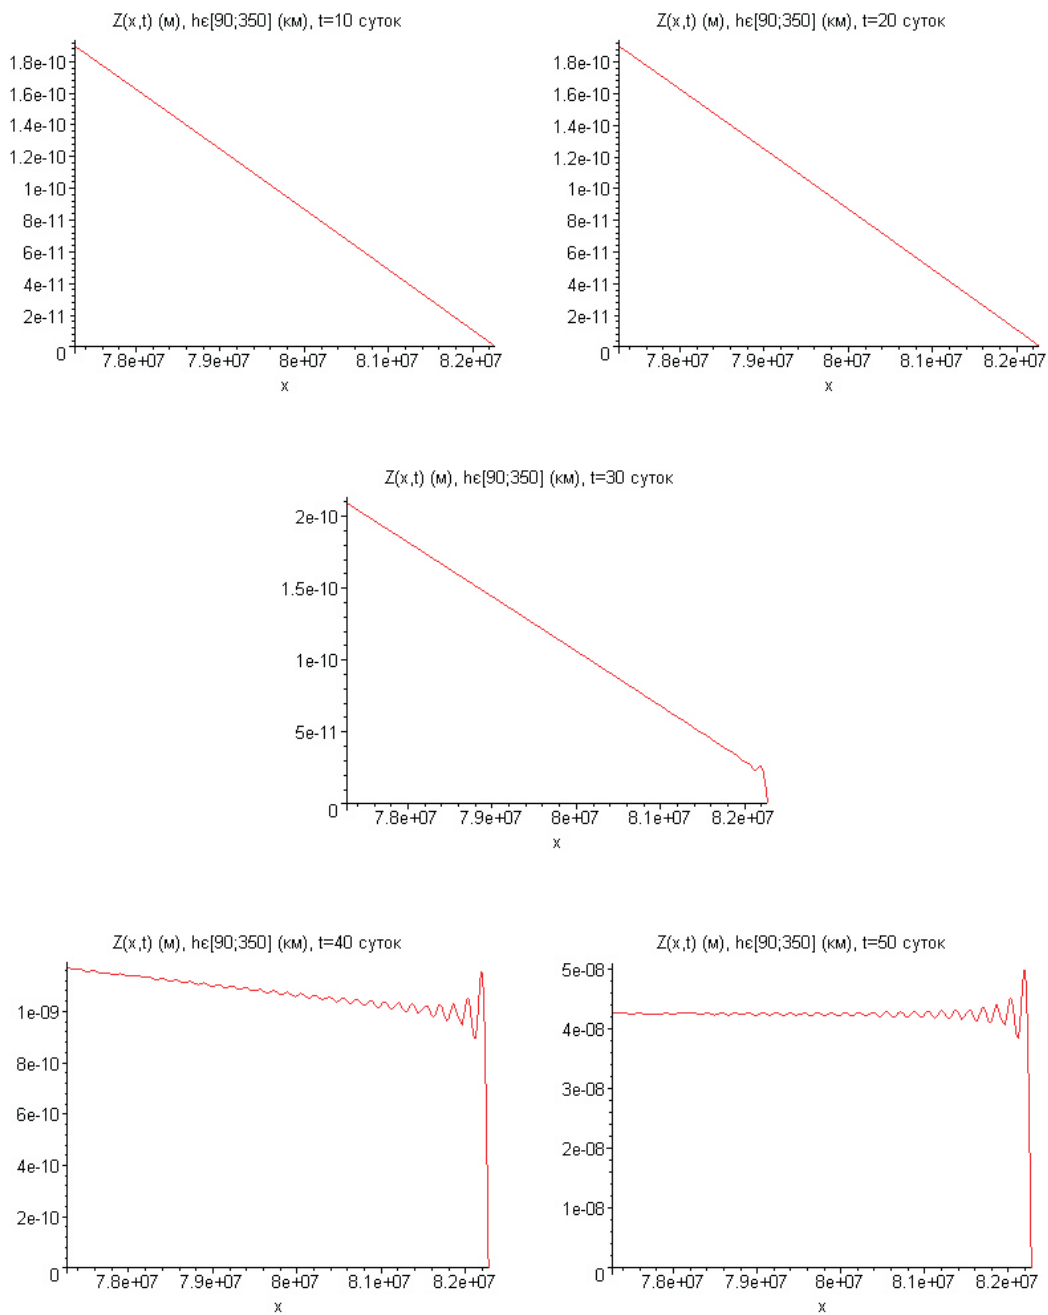 Z(x,t) (м), hє[90;350] (км), t=10 суток
1.8e-10
1.6e-10
1.4e-10
1.2e-10
1e-10
8e-11
6e-11
4e-11
2e-11
0
7.8e+07 7.9e+07 8e+07 8.1e+07 8.2e+07
x
Z(x,t) (м), hє[90;350] (км), t=20 суток
1.8e-10
1.6e-10
1.4e-10
1.2e-10
1e-10
8e-11
6e-11
4e-11
2e-11
0
7.8e+07 7.9e+07 8e+07 8.1e+07 8.2e+07
x
Z(x,t) (м), hє[90;350] (км), t=30 суток
2e-10
1.5e-10
1e-10
5e-11
0
7.8e+07 7.9e+07 8e+07 8.1e+07 8.2e+07
x
Z(x,t) (м), hє[90;350] (км), t=40 суток
1e-09
8e-10
6e-10
4e-10
2e-10
0
7.8e+07 7.9e+07 8e+07 8.1e+07 8.2e+07
x
Z(x,t) (м), hє[90;350] (км), t=50 суток
5e-08
4e-08
3e-08
2e-08
1e-08
0
7.8e+07 7.9e+07 8e+07 8.1e+07 8.2e+07
x